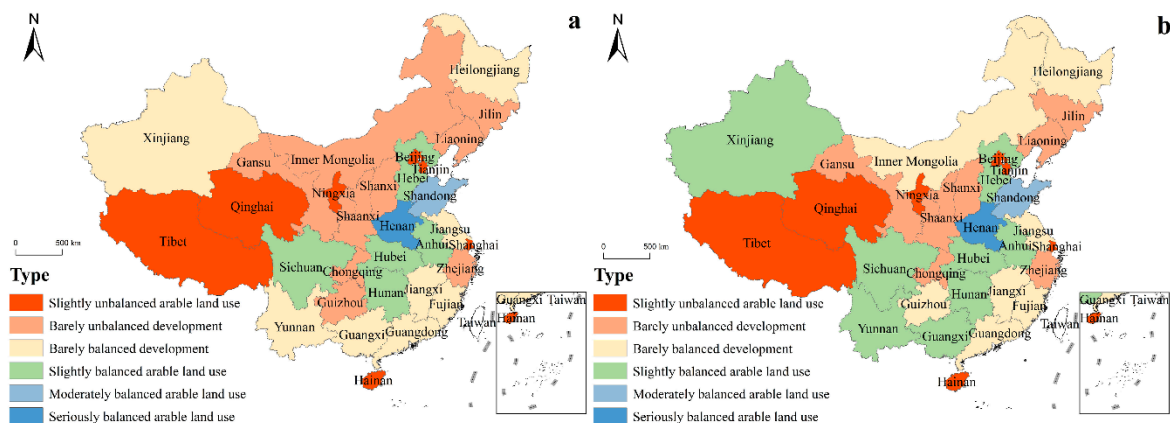 N
a
Heilongjiang
Jilin
Xinjiang
Liaoning
Gansu
Inner Mongolia
Beijing
Tianjin
Hebei
Ningxia
Shanxi
Shandong
Qinghai
Shaanxi
Henan
Jiangsu
Tibet
Anhui
Shanghai
0 500 km
Hubei
Sichuan
Chongqing
Zhejiang
Hunan
Jiangxi
Guizhou
Fujian
Yunnan
Guangxi
Guangdong
Taiwan
Hainan
Guangxi Taiwan
Hainan
Type
Slightly unbalanced arable land use
Barely unbalanced development
Barely balanced development
Slightly balanced arable land use
Moderately balanced arable land use
Seriously balanced arable land use
N
b
Heilongjiang
Jilin
Xinjiang
Liaoning
Gansu
Inner Mongolia
Beijing
Tianjin
Hebei
Ningxia
Shanxi
Shandong
Qinghai
Shaanxi
Henan
Jiangsu
Tibet
Anhui
Shanghai
0 500 km
Hubei
Sichuan
Chongqing
Zhejiang
Hunan
Jiangxi
Guizhou
Fujian
Yunnan
Guangxi
Guangdong
Taiwan
Hainan
Guangxi Taiwan
Hainan
Type
Slightly unbalanced arable land use
Barely unbalanced development
Barely balanced development
Slightly balanced arable land use
Moderately balanced arable land use
Seriously balanced arable land use